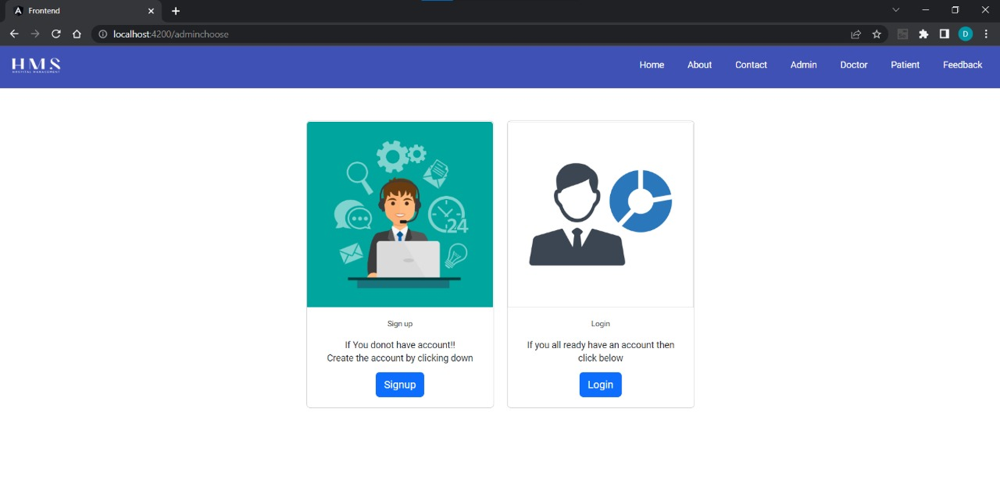 Frontend
localhost:4200/adminchoose
D
HMS
HOSPITAL MANAGEMENT
Home About Contact Admin Doctor Patient Feedback
24
Sign up
If You donot have account!!
Create the account by clicking down
Signup
Login
If you all ready have an account then
click below
Login